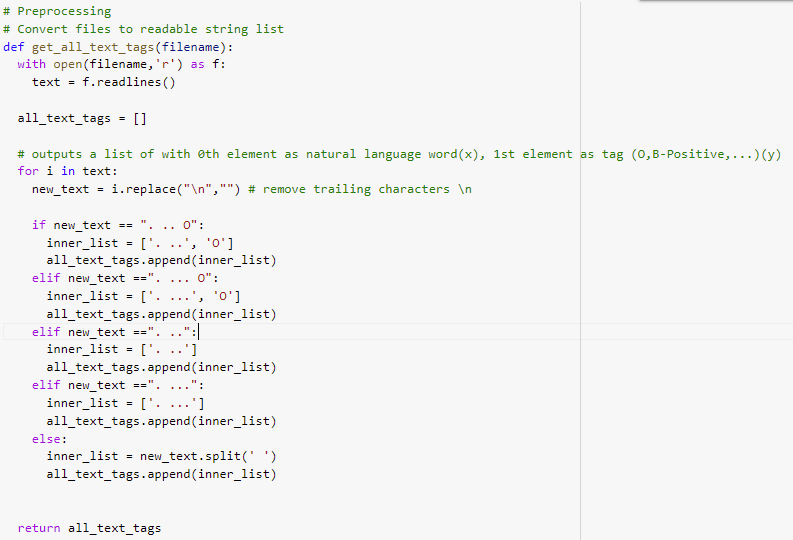 # Preprocessing
# Convert files to readable string list
def get_all_text_tags(filename):
  with open(filename,'r') as f:
    text = f.readlines()

  all_text_tags = []

  # outputs a list of with 0th element as natural language word(x), 1st element as tag (O,B-Positive,...)(y)
  for i in text:
    new_text = i.replace("\n","") # remove trailing characters \n

    if new_text == ". .. O":
      inner_list = ['. ..', 'O']
      all_text_tags.append(inner_list)
    elif new_text ==". ... O":
      inner_list = ['. ...', 'O']
      all_text_tags.append(inner_list)
    elif new_text ==". ..":
      inner_list = ['. ..']
      all_text_tags.append(inner_list)
    elif new_text ==". ...":
      inner_list = ['. ...']
      all_text_tags.append(inner_list)
    else:
      inner_list = new_text.split(' ')
      all_text_tags.append(inner_list)


  return all_text_tags